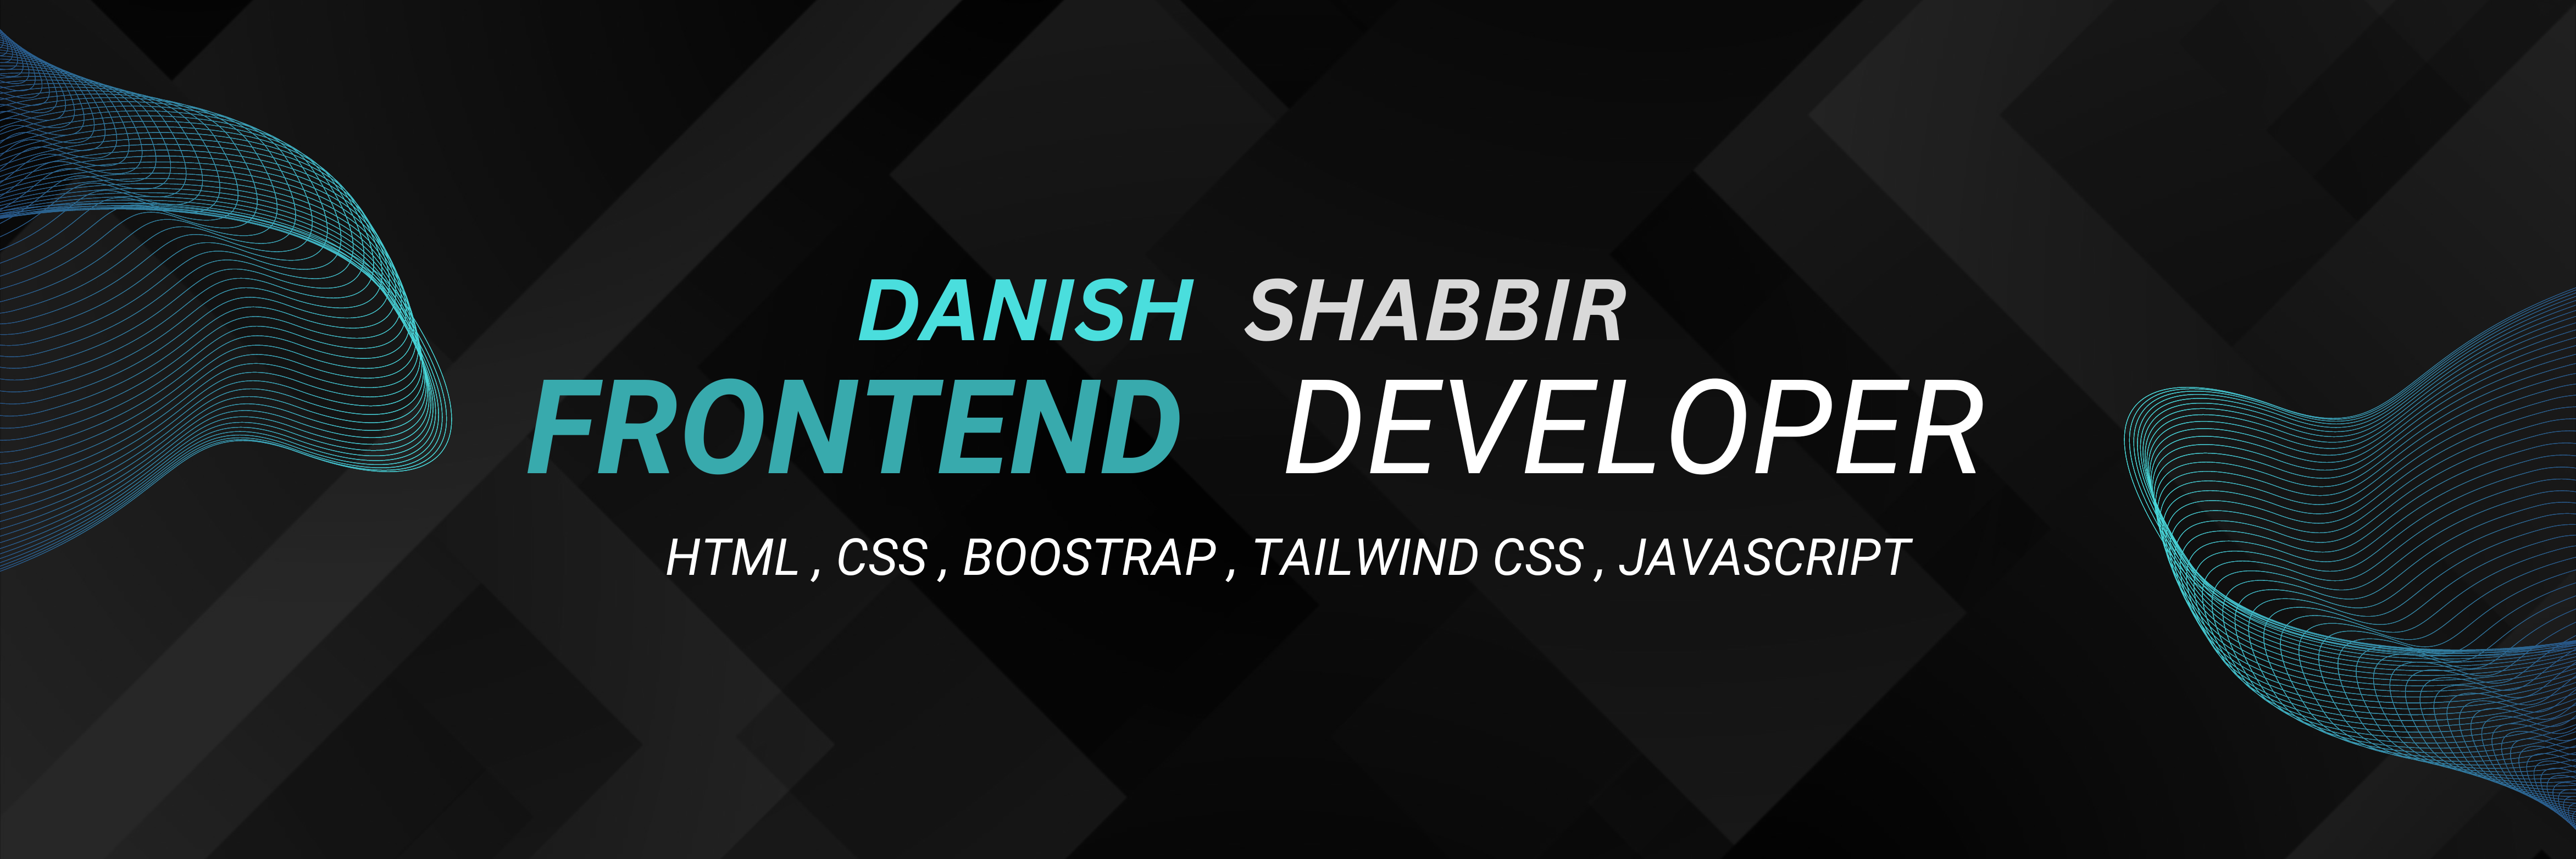 DANISH SHABBIR
FRONTEND DEVELOPER
HTML , CSS , BOOSTRAP , TAILWIND CSS , JAVASCRIPT